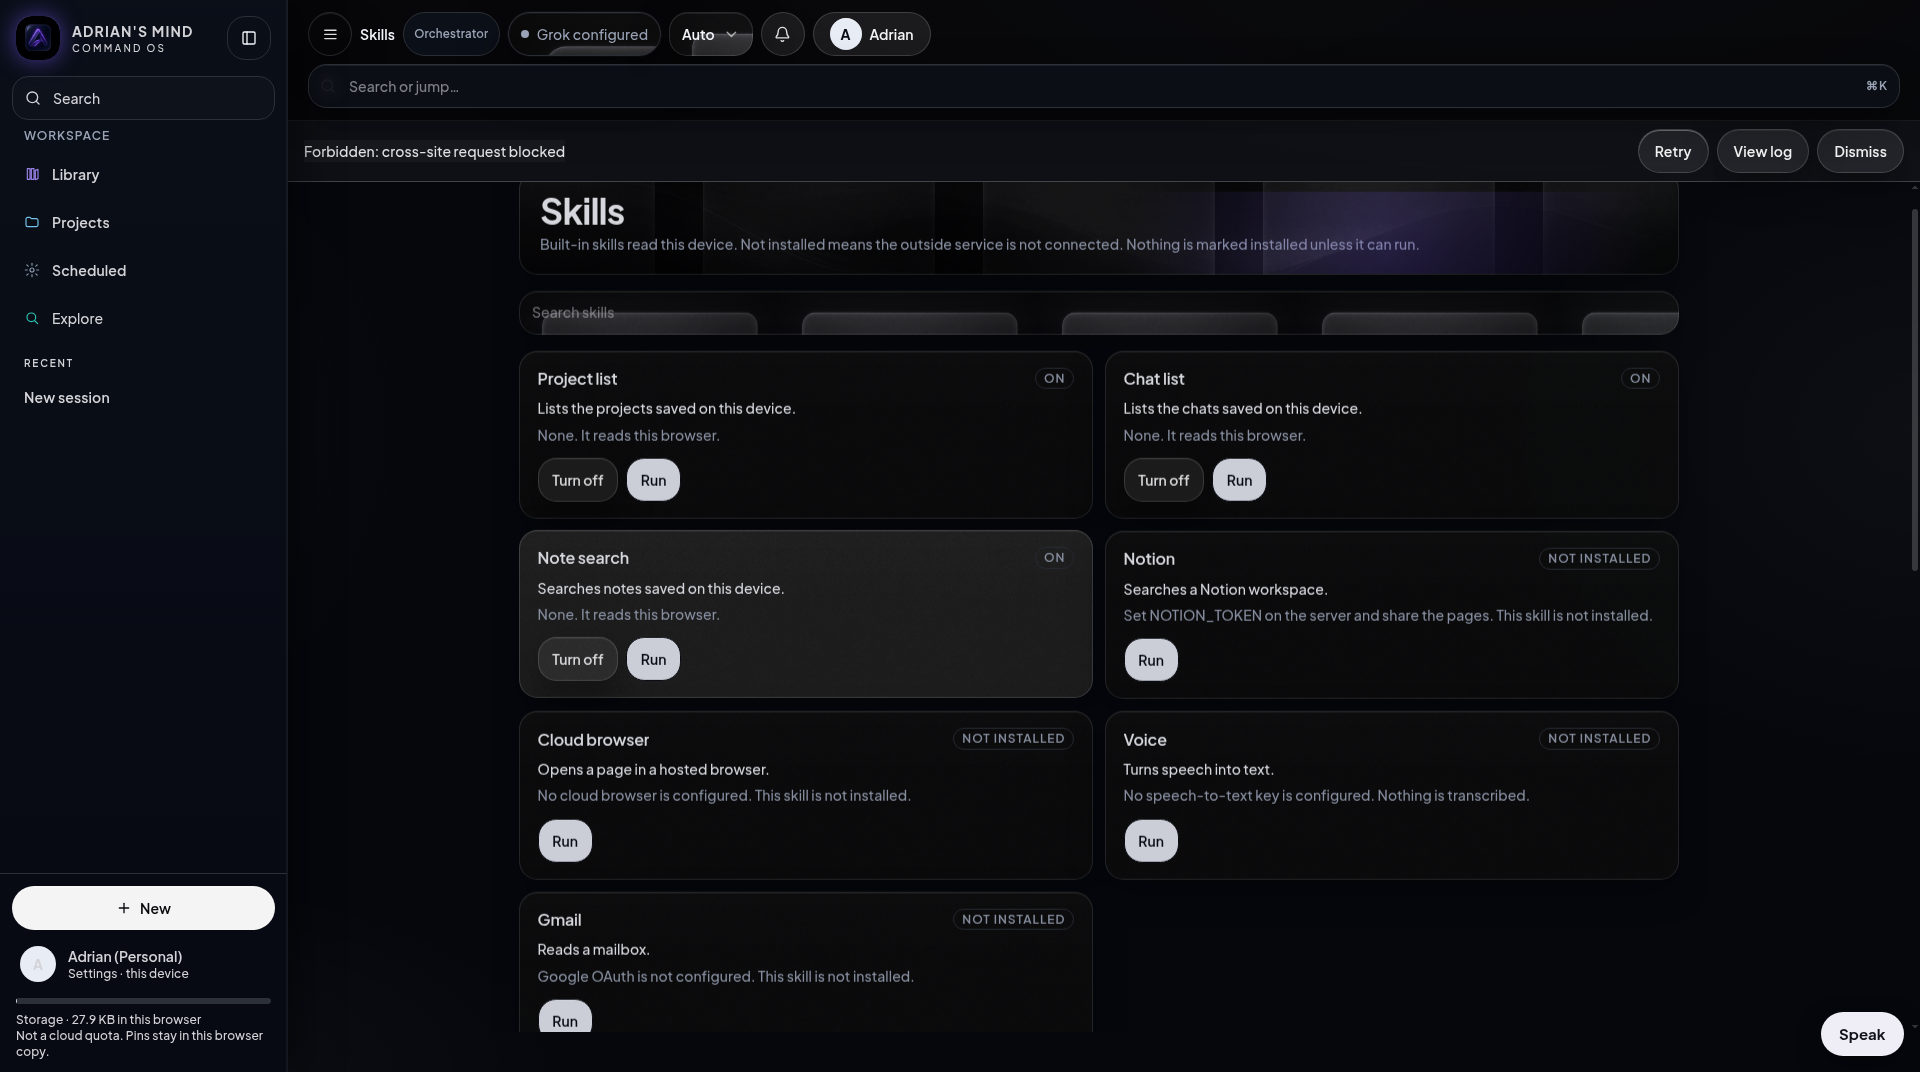 ADRIAN'S MIND
COMMAND OS
Search
WORKSPACE
Library
Projects
Scheduled
Explore
RECENT
New session
New
A
Adrian (Personal)
Settings · this device
Storage · 27.9 KB in this browser
Not a cloud quota. Pins stay in this browser
copy.
Skills
Orchestrator
Grok configured
Auto
A
Adrian
Search or jump…
⌘K
Forbidden: cross-site request blocked
Retry
View log
Dismiss
Skills
Built-in skills read this device. Not installed means the outside service is not connected. Nothing is marked installed unless it can run.
Search skills
Project list
ON
Lists the projects saved on this device.
None. It reads this browser.
Turn off
Run
Chat list
ON
Lists the chats saved on this device.
None. It reads this browser.
Turn off
Run
Note search
ON
Searches notes saved on this device.
None. It reads this browser.
Turn off
Run
Notion
NOT INSTALLED
Searches a Notion workspace.
Set NOTION_TOKEN on the server and share the pages. This skill is not installed.
Run
Cloud browser
NOT INSTALLED
Opens a page in a hosted browser.
No cloud browser is configured. This skill is not installed.
Run
Voice
NOT INSTALLED
Turns speech into text.
No speech-to-text key is configured. Nothing is transcribed.
Run
Gmail
NOT INSTALLED
Reads a mailbox.
Google OAuth is not configured. This skill is not installed.
Run
Speak